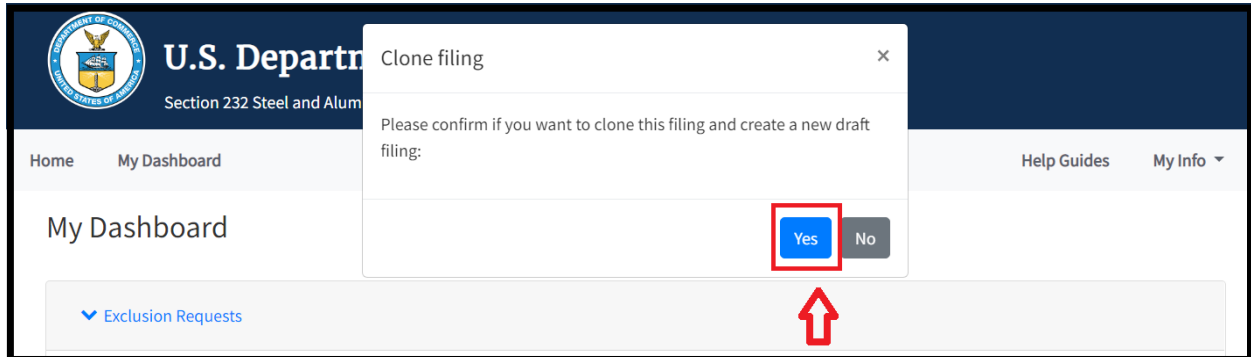 DEPARTMENT OF COMMERCE
UNITED STATES OF AMERICA
U.S. Departm
Section 232 Steel and Alum
Clone filing
×
Please confirm if you want to clone this filing and create a new draft
filing:
Yes No
Home My Dashboard Help Guides My Info
My Dashboard
Exclusion Requests